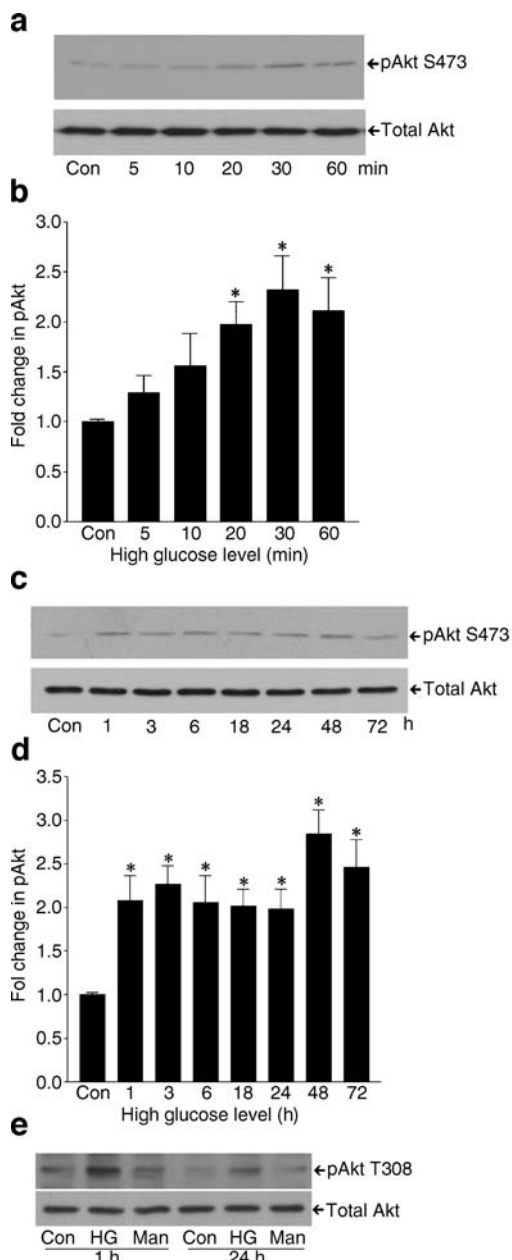 a
←pAkt S473
←Total Akt
Con 5 10 20 30 60 min
b
Fold change in pAkt
3.0
2.5
2.0
1.5
1.0
0.5
0.0
* * *
Con 5 10 20 30 60
High glucose level (min)
c
←pAkt S473
←Total Akt
Con 1 3 6 18 24 48 72 h
d
Fol change in pAkt
3.5
3.0
2.5
2.0
1.5
1.0
0.5
0.0
* * * * * * *
Con 1 3 6 18 24 48 72
High glucose level (h)
e
←pAkt T308
←Total Akt
Con HG Man Con HG Man
1 h 24 h